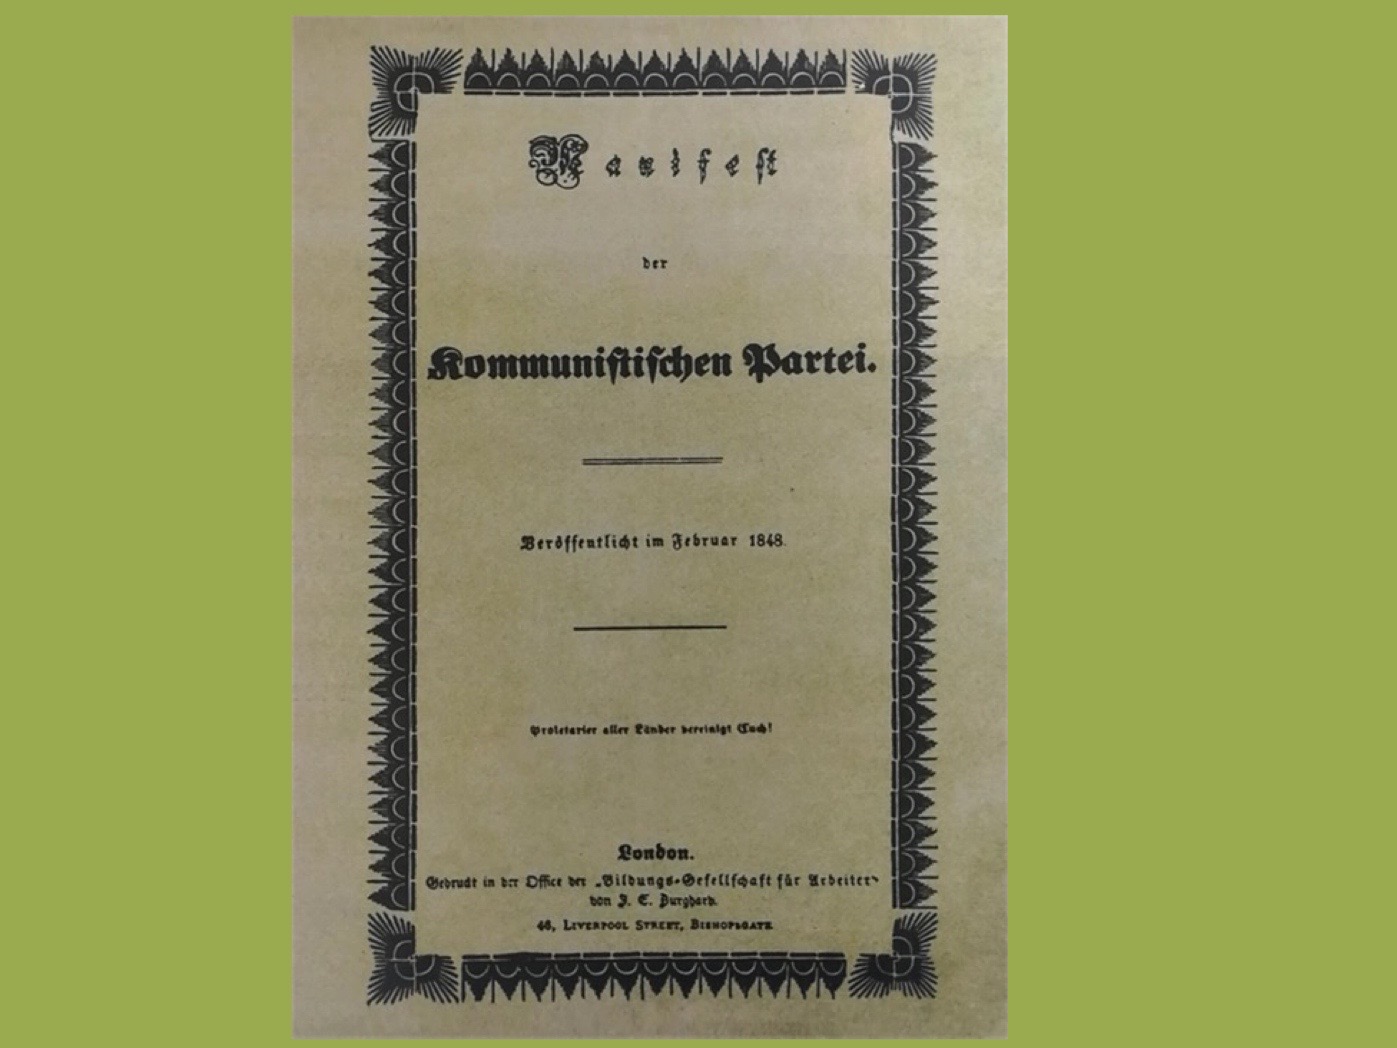 Manifest
der
Kommunistischen Partei.
Veröffentlicht im Februar 1848.
Proletarier aller Länder vereinigt Euch!
London.
Gedruckt in der Office der „Bildungs-Gesellschaft für Arbeiter“
von J. E. Burghard.
46, LIVERPOOL STREET, BISHOPSGATE